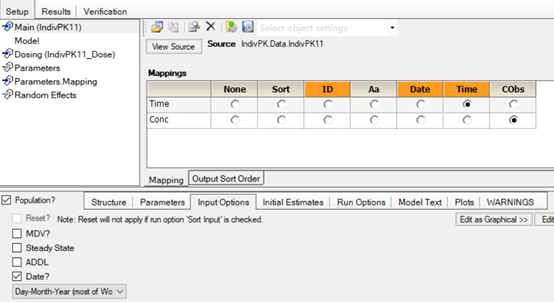 Setup Results Verification
Main (IndivPK11)
Model
Dosing (IndivPK11_Dose)
Parameters
Parameters.Mapping
Random Effects
Select object settings
View Source Source IndivPK.Data.IndivPK11
Mappings
None Sort ID Aa Date Time CObs
Time
Conc
Mapping Output Sort Order
Population? Structure Parameters Input Options Initial Estimates Run Options Model Text Plots WARNINGS
Reset? Note: Reset will not apply if run option 'Sort Input' is checked. Edit as Graphical >> Edit
MDV?
Steady State
ADDL
Date?
Day-Month-Year (most of Wo